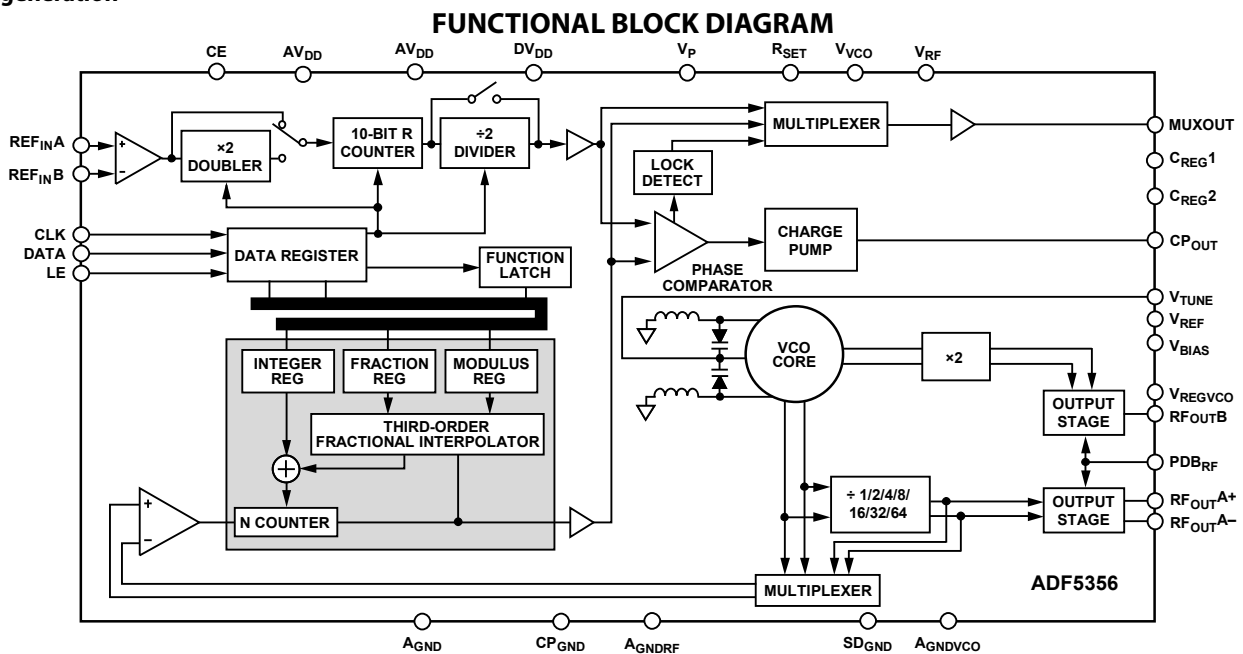 generation
FUNCTIONAL BLOCK DIAGRAM
CE
AVDD
AVDD
DVDD
VP
RSET
VVCO
VRF
REFINA
REFINB
+
−
×2
DOUBLER
10-BIT R
COUNTER
÷2
DIVIDER
MULTIPLEXER
MUXOUT
CREG1
CREG2
LOCK
DETECT
CLK
DATA
LE
DATA REGISTER
FUNCTION
LATCH
PHASE
COMPARATOR
CHARGE
PUMP
CPOUT
VTUNE
VREF
VBIAS
VCO
CORE
×2
INTEGER
REG
FRACTION
REG
MODULUS
REG
THIRD-ORDER
FRACTIONAL INTERPOLATOR
+
−
N COUNTER
OUTPUT
STAGE
VREGVCO
RFOUTB
PDBRF
÷ 1/2/4/8/
16/32/64
OUTPUT
STAGE
RFOUTA+
RFOUTA−
MULTIPLEXER
ADF5356
AGND
CPGND
AGNDRF
SDGND
AGNDVCO